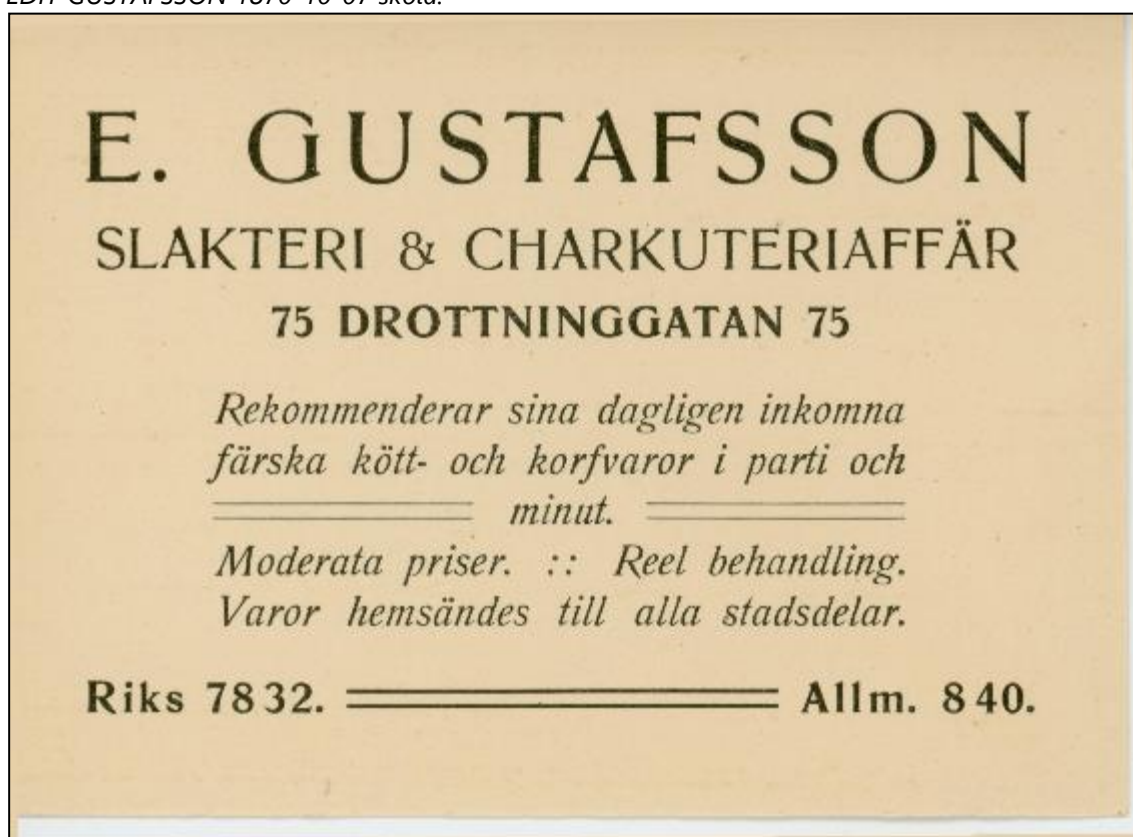 E. GUSTAFSSON
SLAKTERI & CHARKUTERIAFFÄR
75 DROTTNINGGATAN 75
Rekommenderar sina dagligen inkomna
färska kött- och korfvaror i parti och
minut.
Moderata priser. :: Reel behandling.
Varor hemsändes till alla stadsdelar.
Riks 7832. Allm. 840.